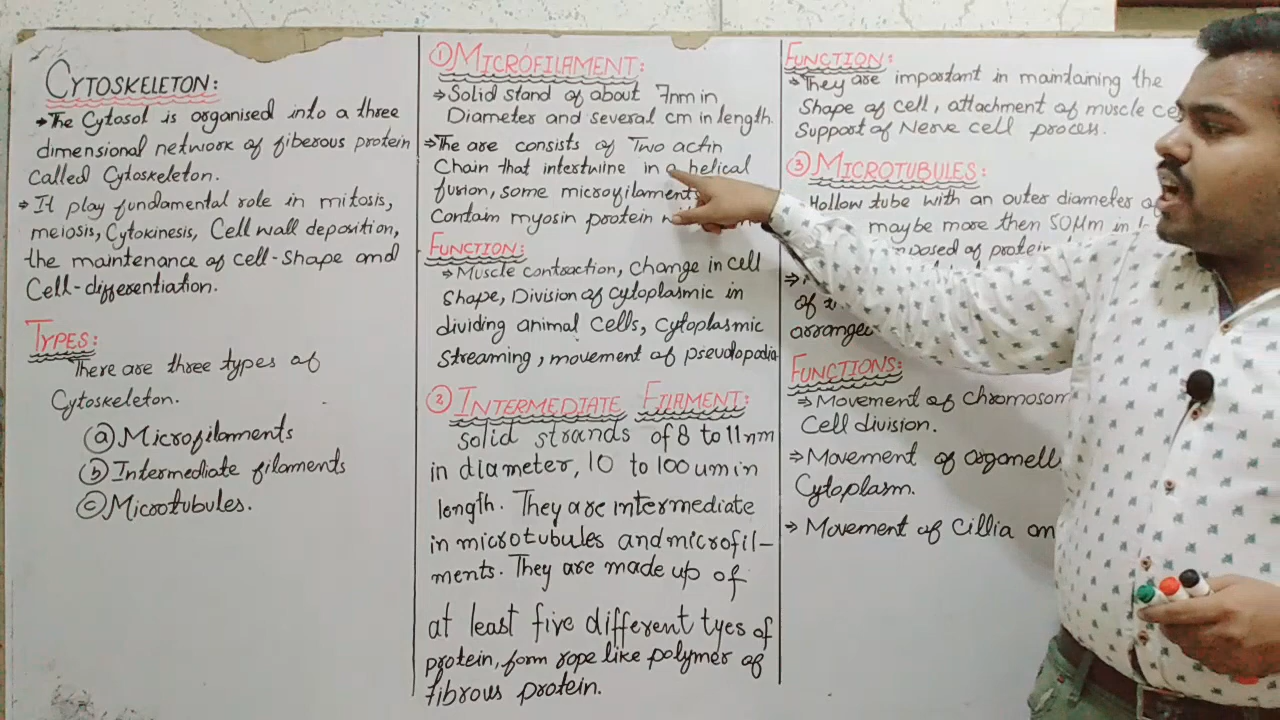 CYTOSKELETON:
⇒ The Cytosol is organised into a three
dimensional network of fiberous protein
called Cytoskeleton.
⇒ It play fundamental role in mitosis,
meiosis, Cytokinesis, Cell wall deposition,
the maintenance of cell-shape and
Cell-differentiation.
TYPES:
There are three types of
Cytoskeleton.
(a) Microfilaments
(b) Intermediate filaments
(c) Microtubules.
① MICROFILAMENT:
⇒ Solid stand of about 7nm in
Diameter and several cm in length.
⇒ The are consists of Two actin
Chain that intertwine in a helical
fusion, some microfilaments
Contain myosin protein
FUNCTION:
⇒ Muscle contraction, change in cell
shape, Division of cytoplasmic in
dividing animal cells, cytoplasmic
streaming, movement of pseudopodia
② INTERMEDIATE FILAMENT:
solid strands of 8 to 11nm
in diameter, 10 to 100 um in
length. They are intermediate
in microtubules and microfil-
ments. They are made up of
at least five different tyes of
protein, form rope like polymer of
fibrous protein.
FUNCTION:
⇒ They are important in maintaining the
Shape of cell, attachment of muscle ce
Support of Nerve cell process.
③ MICROTUBULES:
Hollow tube with an outer diameter of
maybe more then 50 μm in
of protein
of
FUNCTIONS:
⇒ Movement of Chromosom
Cell division.
⇒ Movement of organell
Cytoplasm.
⇒ Movement of Cillia